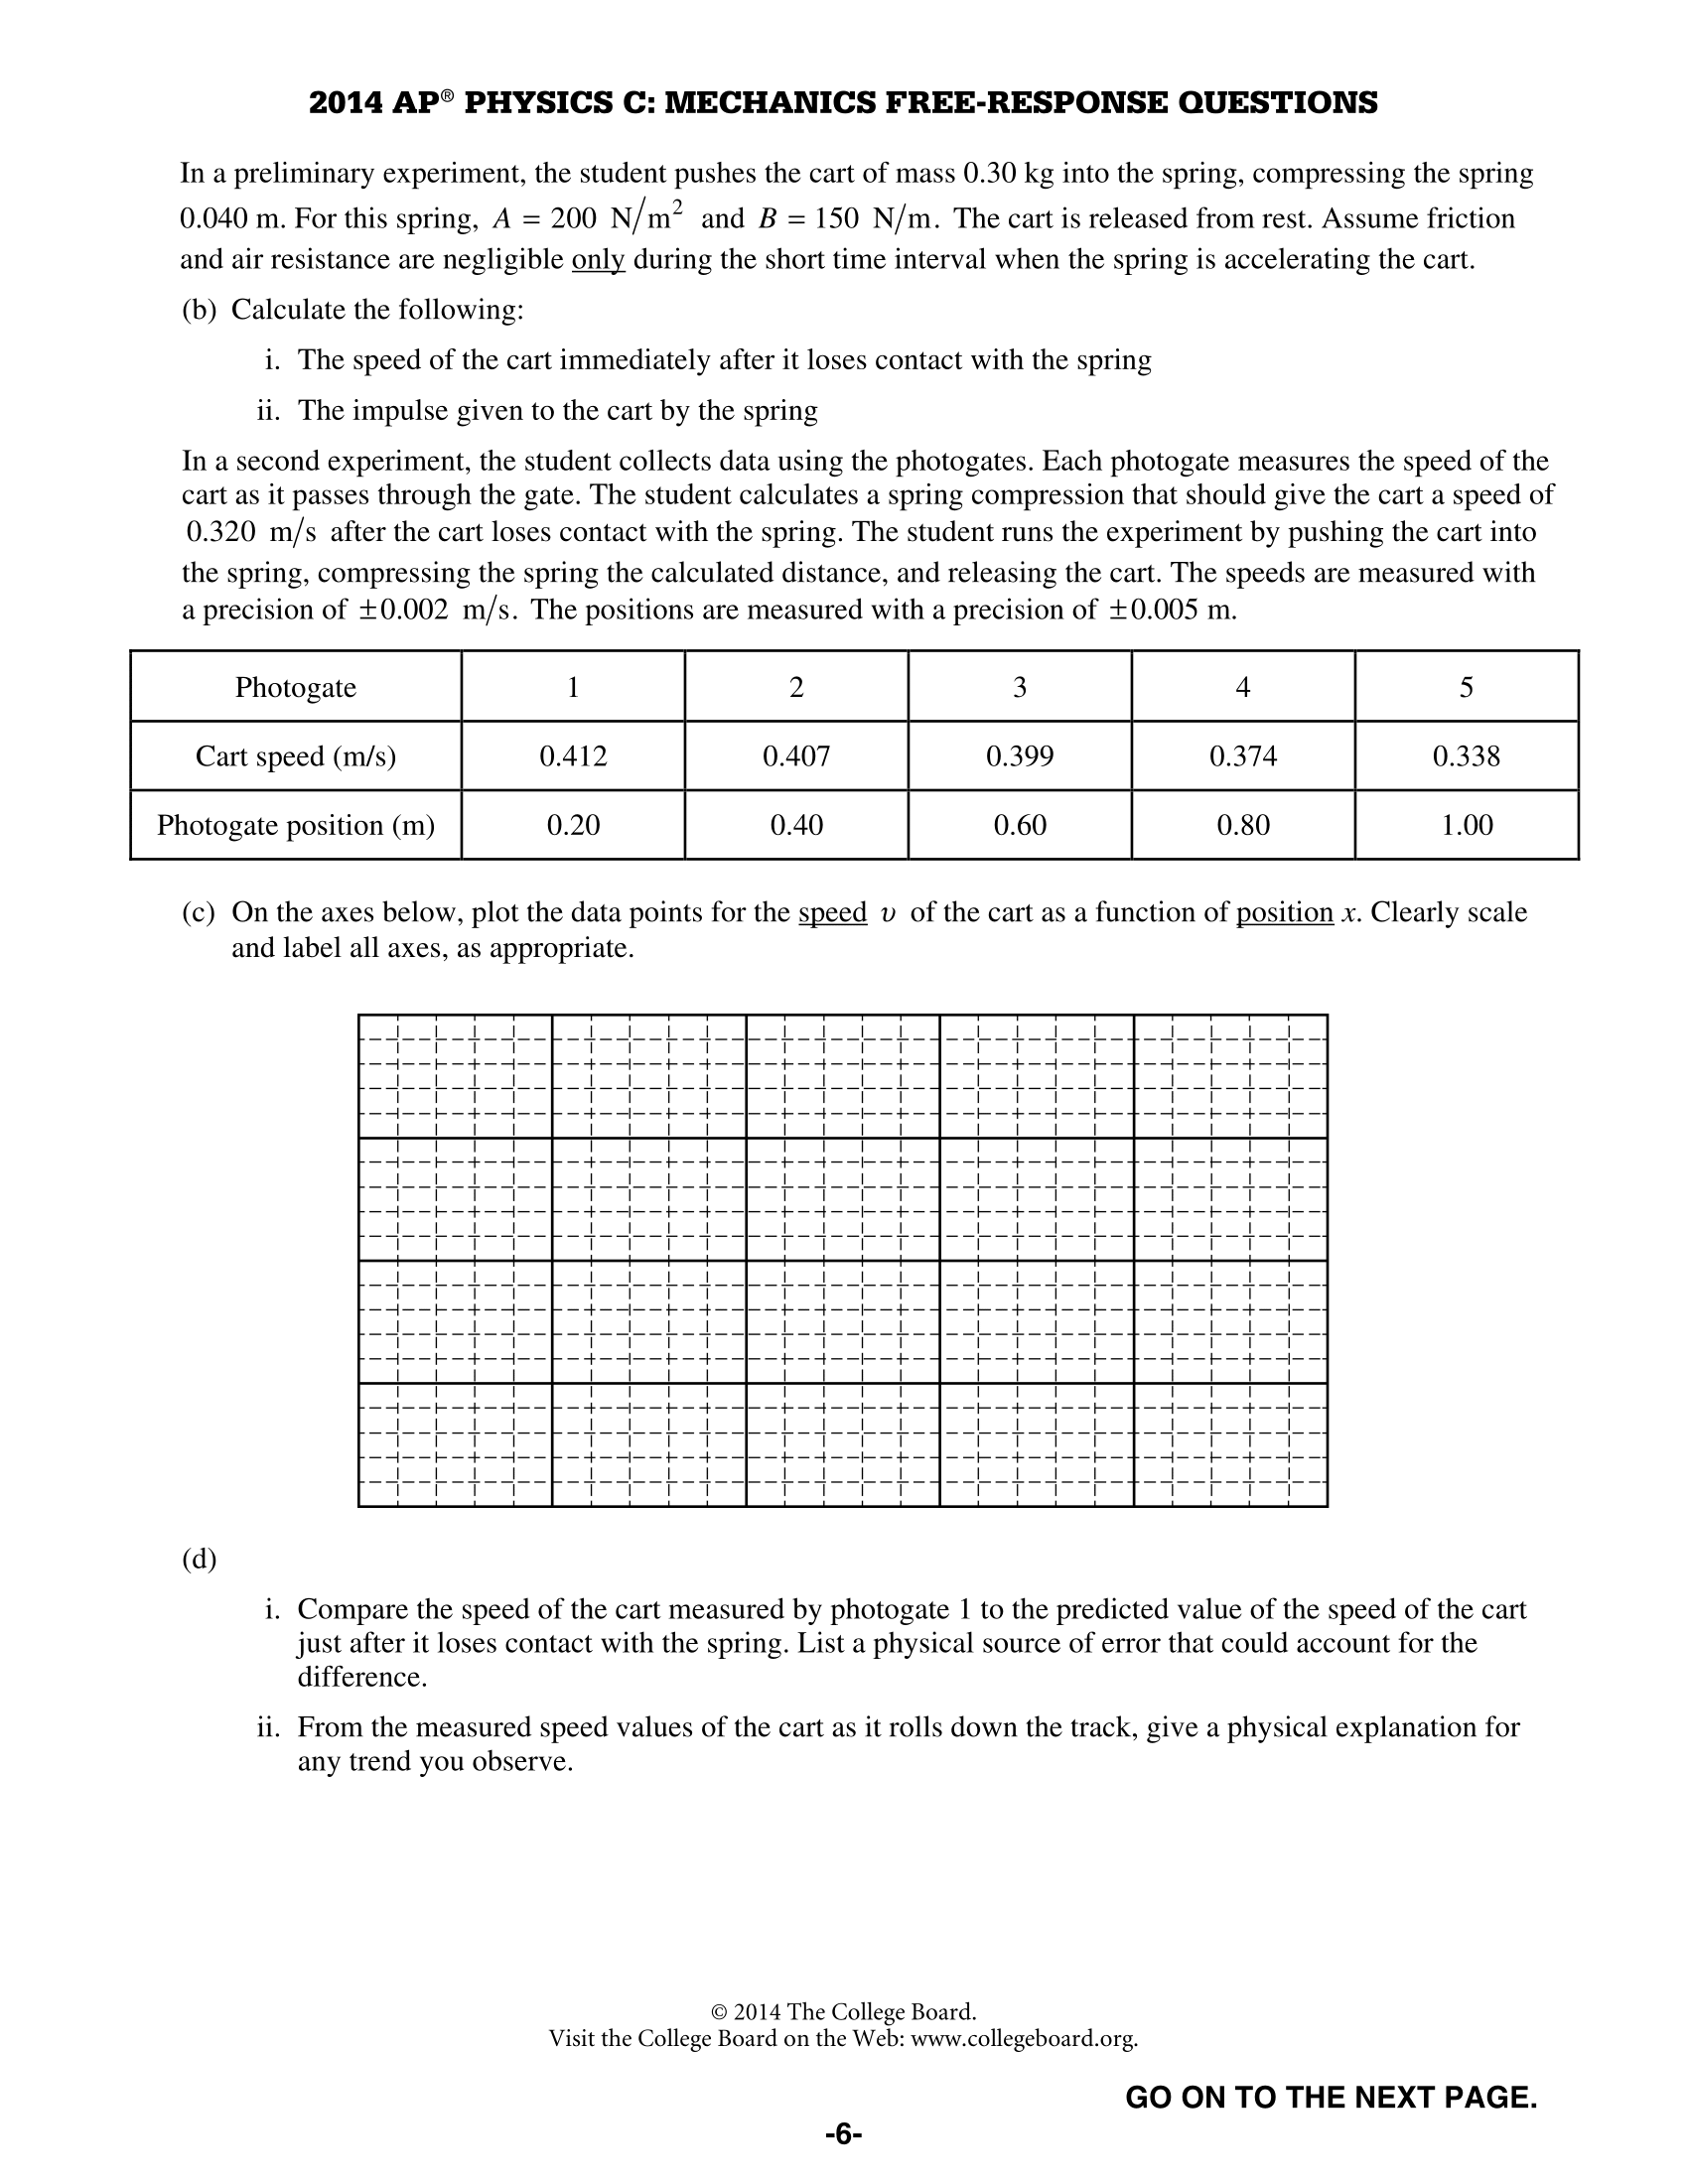 2014 AP® PHYSICS C: MECHANICS FREE-RESPONSE QUESTIONS
In a preliminary experiment, the student pushes the cart of mass 0.30 kg into the spring, compressing the spring
0.040 m. For this spring, A = 200 N/m² and B = 150 N/m. The cart is released from rest. Assume friction
and air resistance are negligible only during the short time interval when the spring is accelerating the cart.
(b) Calculate the following:
i. The speed of the cart immediately after it loses contact with the spring
ii. The impulse given to the cart by the spring
In a second experiment, the student collects data using the photogates. Each photogate measures the speed of the
cart as it passes through the gate. The student calculates a spring compression that should give the cart a speed of
0.320 m/s after the cart loses contact with the spring. The student runs the experiment by pushing the cart into
the spring, compressing the spring the calculated distance, and releasing the cart. The speeds are measured with
a precision of ±0.002 m/s. The positions are measured with a precision of ±0.005 m.
Photogate 1 2 3 4 5
Cart speed (m/s) 0.412 0.407 0.399 0.374 0.338
Photogate position (m) 0.20 0.40 0.60 0.80 1.00
(c) On the axes below, plot the data points for the speed υ of the cart as a function of position x. Clearly scale
and label all axes, as appropriate.
(d)
i. Compare the speed of the cart measured by photogate 1 to the predicted value of the speed of the cart
just after it loses contact with the spring. List a physical source of error that could account for the
difference.
ii. From the measured speed values of the cart as it rolls down the track, give a physical explanation for
any trend you observe.
© 2014 The College Board.
Visit the College Board on the Web: www.collegeboard.org.
GO ON TO THE NEXT PAGE.
-6-